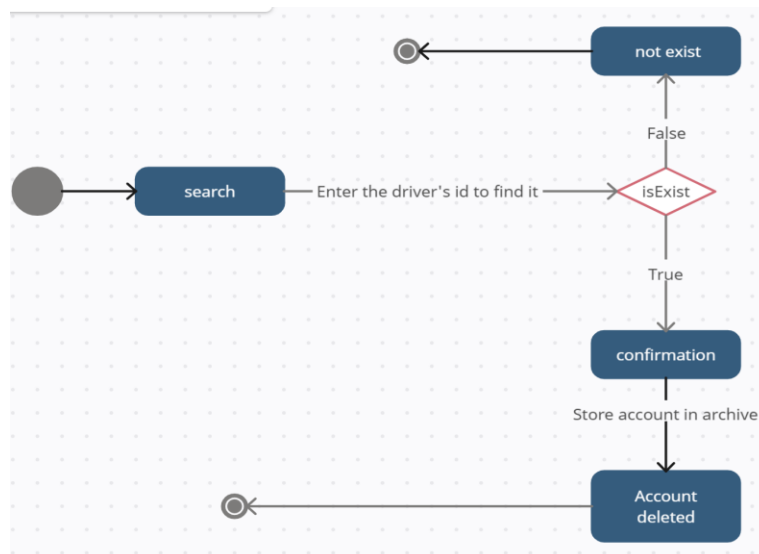 not exist
False
search
Enter the driver's id to find it
isExist
True
confirmation
Store account in archive
Account
deleted